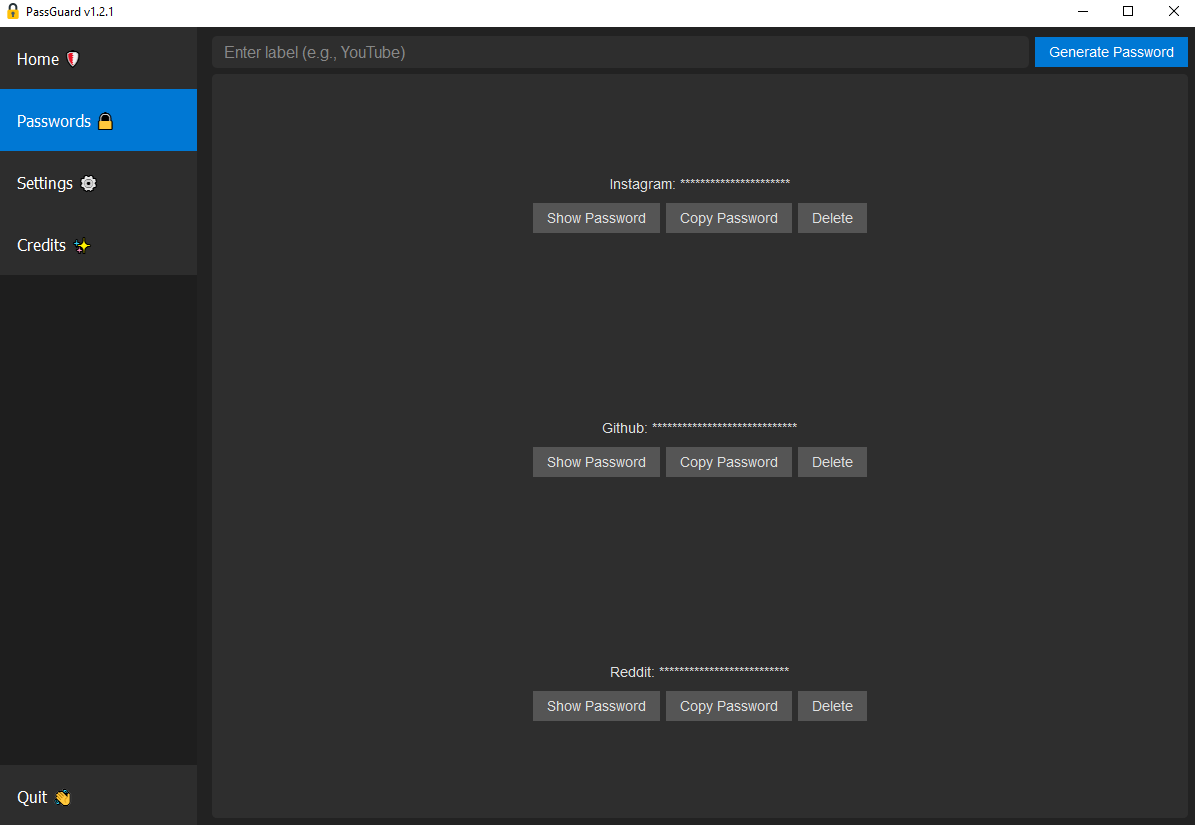 PassGuard v1.2.1
Home
Enter label (e.g., YouTube)
Generate Password
Passwords
Settings
Credits
Instagram: **********************
Show Password Copy Password Delete
Github: *****************************
Show Password Copy Password Delete
Reddit: **************************
Show Password Copy Password Delete
Quit